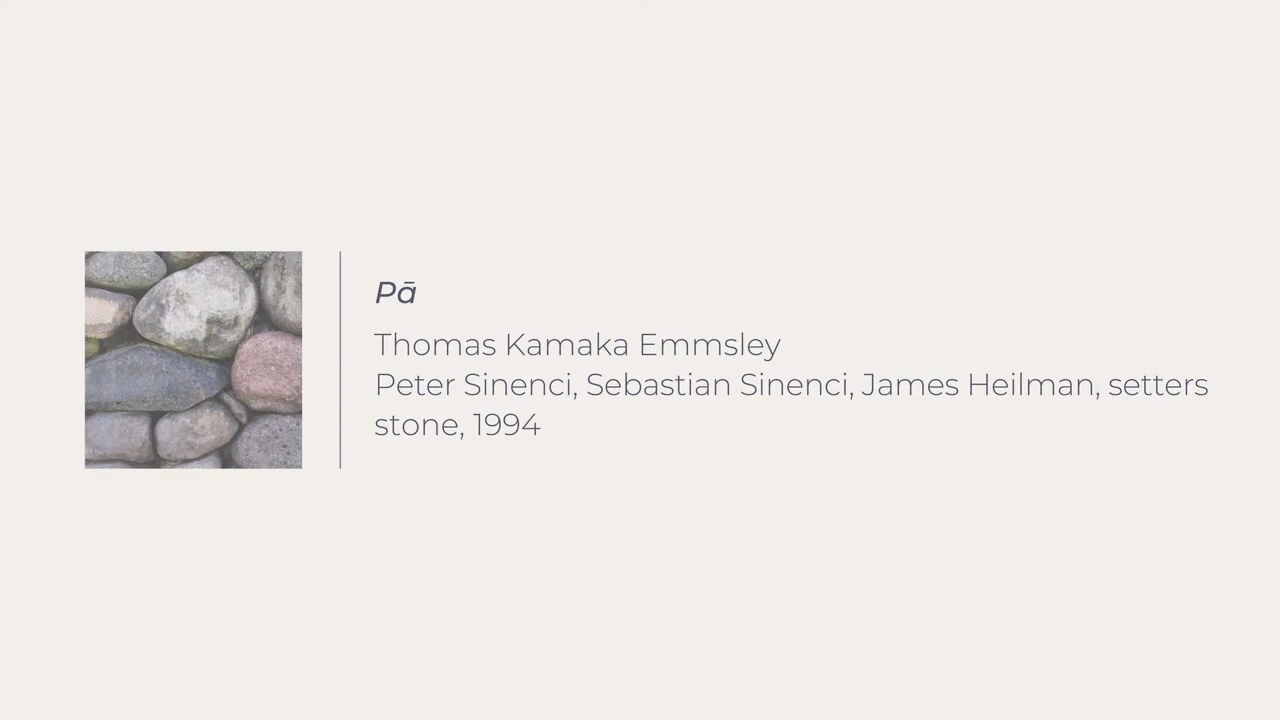 Pā
Thomas Kamaka Emmsley
Peter Sinenci, Sebastian Sinenci, James Heilman, setters
stone, 1994